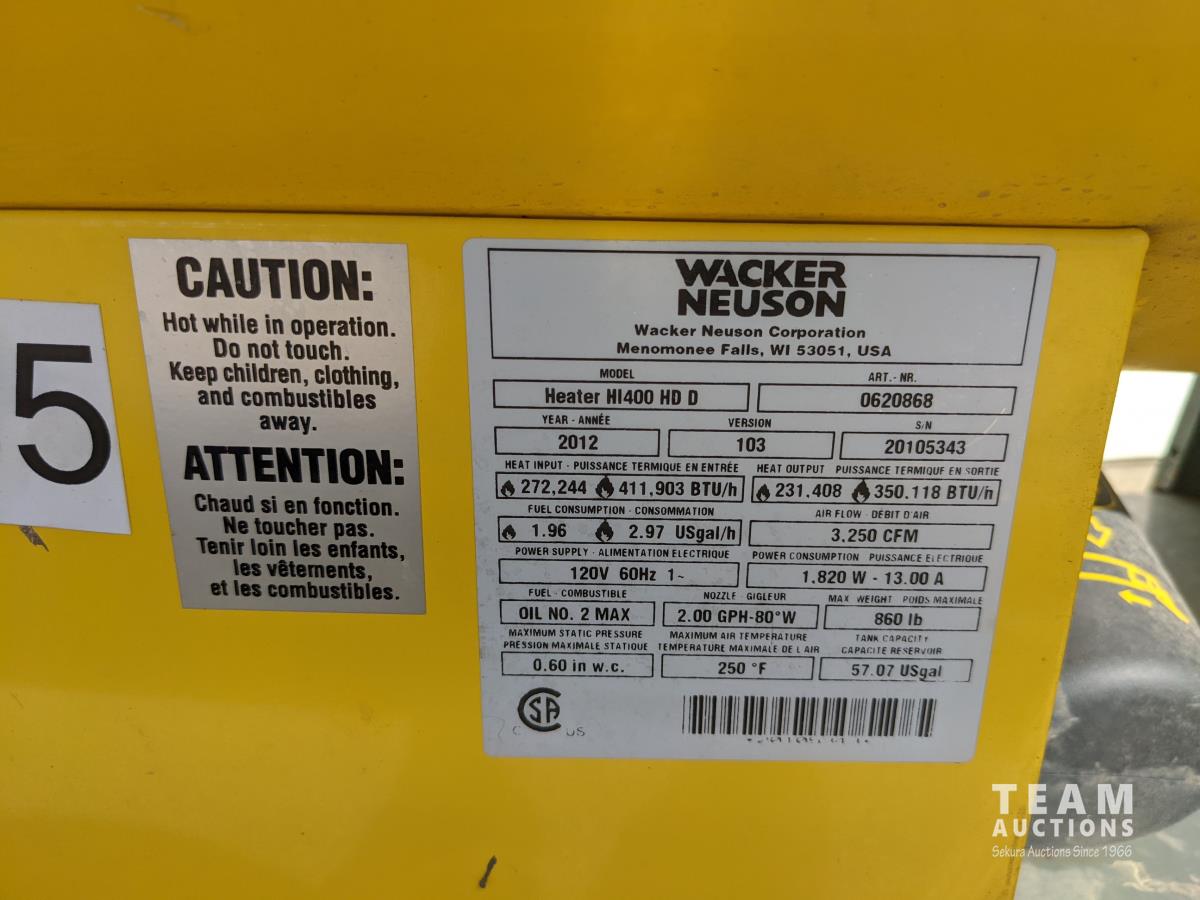 5
CAUTION:
Hot while in operation.
Do not touch.
Keep children, clothing,
and combustibles
away.
ATTENTION:
Chaud si en fonction.
Ne toucher pas.
Tenir loin les enfants,
les vêtements,
et les combustibles.
WACKER
NEUSON
Wacker Neuson Corporation
Menomonee Falls, WI 53051, USA
MODEL ART.- NR.
Heater HI400 HD D 0620868
YEAR - ANNÉE VERSION S/N
2012 103 20105343
HEAT INPUT - PUISSANCE TERMIQUE EN ENTRÉE HEAT OUTPUT PUISSANCE TERMIQUE EN SORTIE
272,244 411,903 BTU/h 231.408 350.118 BTU/h
FUEL CONSUMPTION - CONSOMMATION AIR FLOW - DÉBIT D'AIR
1.96 2.97 USgal/h 3,250 CFM
POWER SUPPLY - ALIMENTATION ELECTRIQUE POWER CONSUMPTION PUISSANCE ELECTRIQUE
120V 60Hz 1~ 1,820 W - 13.00 A
FUEL - COMBUSTIBLE NOZZLE - GIGLEUR MAX WEIGHT POIDS MAXIMALE
OIL NO. 2 MAX 2.00 GPH-80°W 860 lb
MAXIMUM STATIC PRESSURE MAXIMUM AIR TEMPERATURE TANK CAPACITY
PRESSION MAXIMALE STATIQUE TEMPERATURE MAXIMALE DE L AIR CAPACITE RESERVOIR
0.60 in w.c. 250 °F 57.07 USgal
CSA
C US
TEAM
AUCTIONS
Sekura Auctions Since 1966